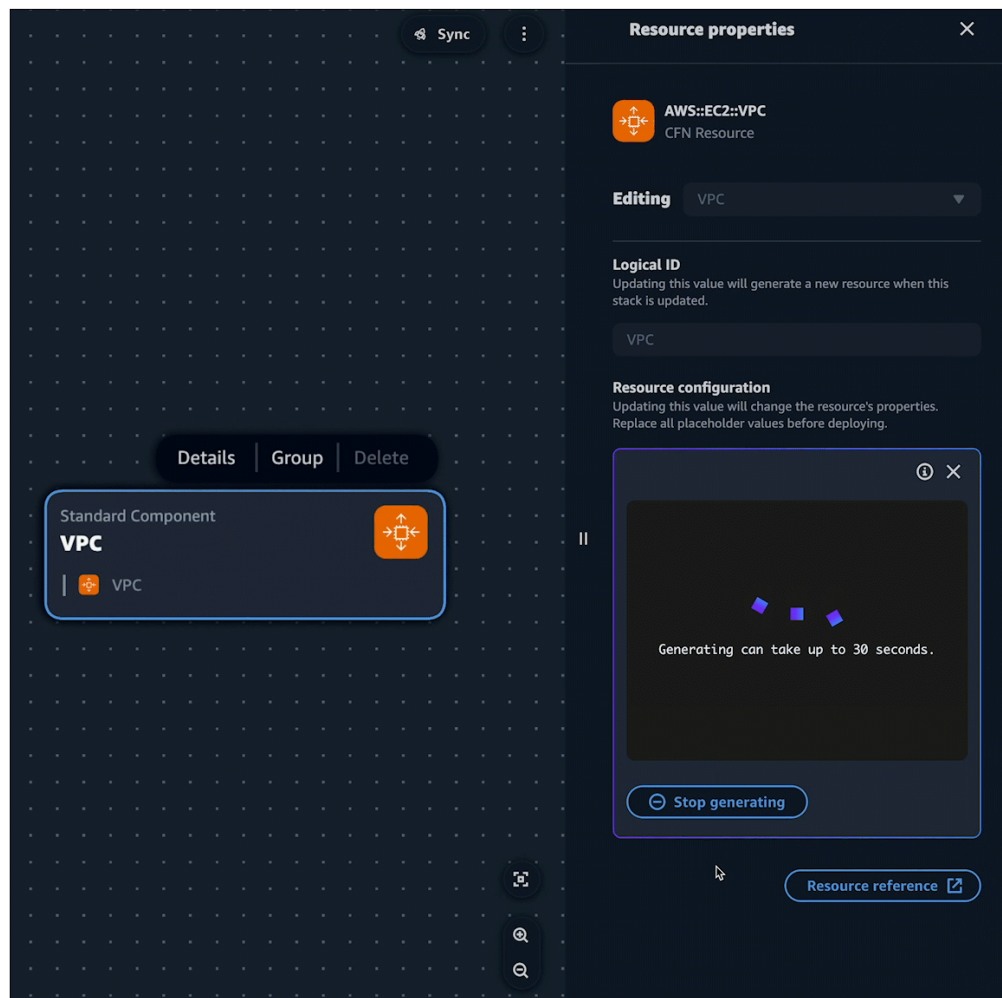 Sync
Resource properties
AWS::EC2::VPC
CFN Resource
Editing
VPC
Logical ID
Updating this value will generate a new resource when this
stack is updated.
VPC
Resource configuration
Updating this value will change the resource's properties.
Replace all placeholder values before deploying.
Details
Group
Delete
Standard Component
VPC
VPC
Generating can take up to 30 seconds.
Stop generating
Resource reference